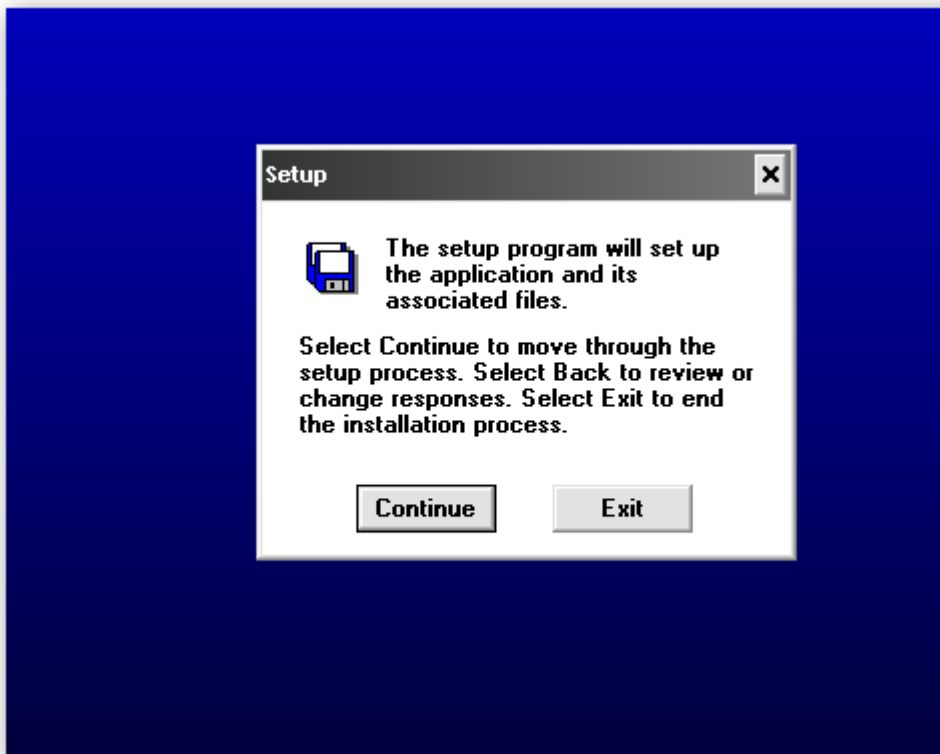 Setup
The setup program will set up
the application and its
associated files.
Select Continue to move through the
setup process. Select Back to review or
change responses. Select Exit to end
the installation process.
Continue
Exit